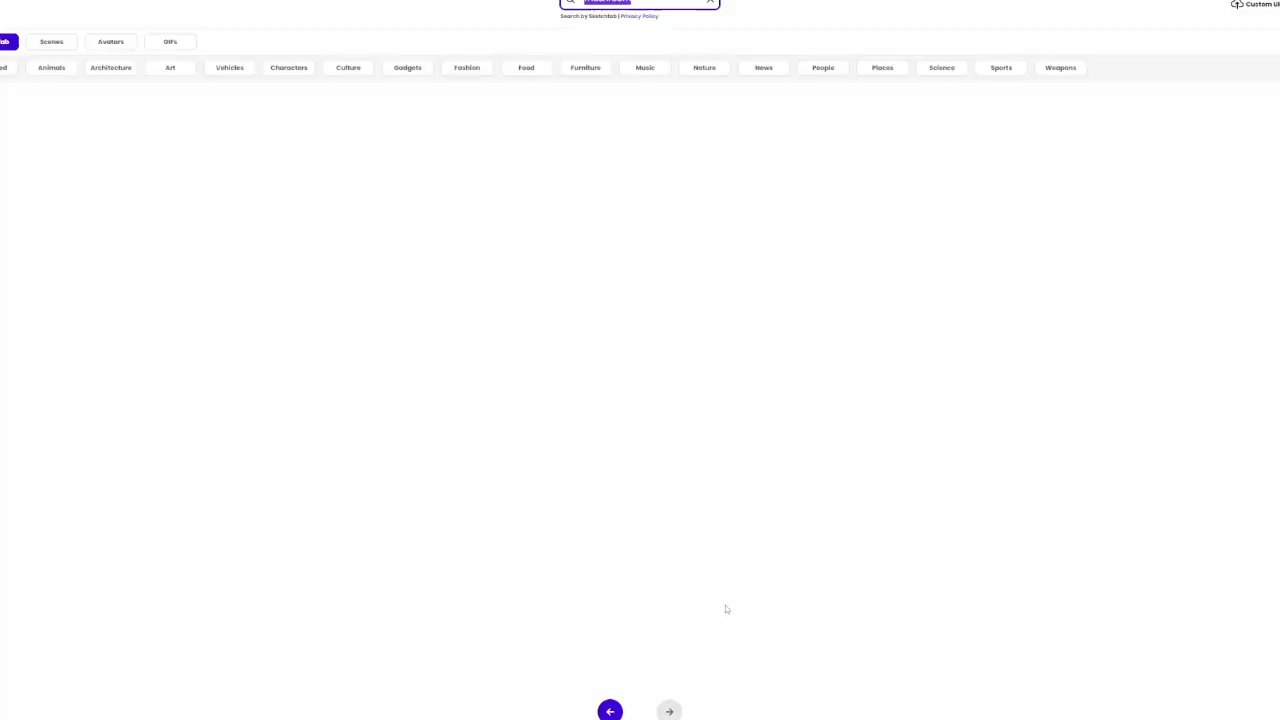 Search by Sketchfab | Privacy Policy
Scenes Avatars GIFs
Animals Architecture Art Vehicles Characters Culture Gadgets Fashion Food Furniture Music Nature News People Places Science Sports Weapons